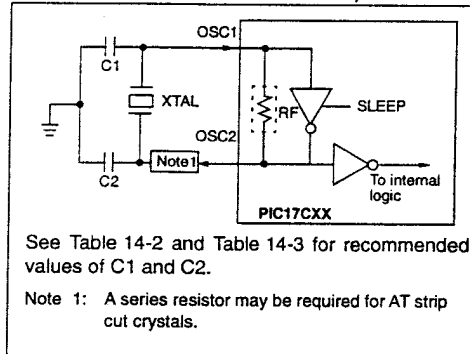 OSC1
C1
XTAL
RF
SLEEP
OSC2
Note1
C2
To internal
logic
PIC17CXX
See Table 14-2 and Table 14-3 for recommended
values of C1 and C2.
Note 1: A series resistor may be required for AT strip
cut crystals.